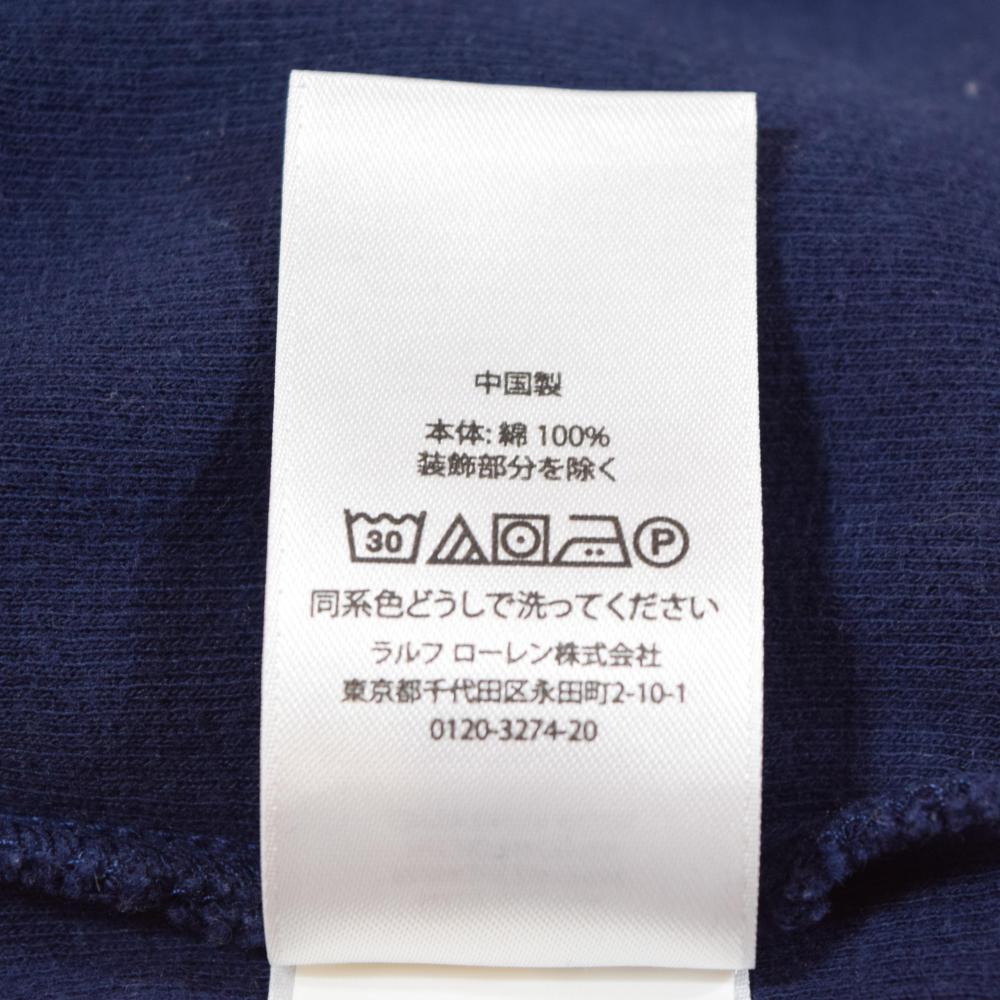 中国製
本体: 綿 100%
装飾部分を除く
30 P
同系色どうしで洗ってください
ラルフ ローレン株式会社
東京都千代田区永田町2-10-1
0120-3274-20